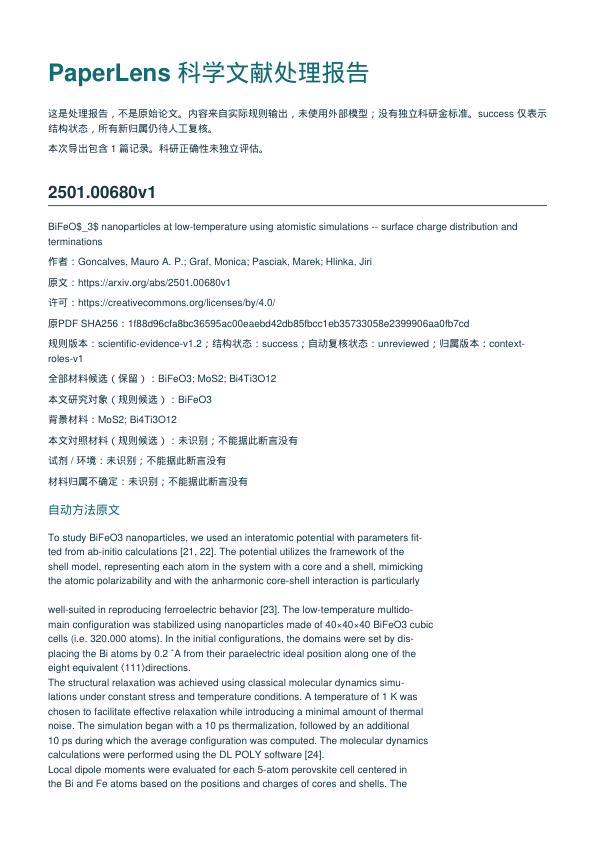 PaperLens 科学文献处理报告
这是处理报告，不是原始论文。内容来自实际规则输出，未使用外部模型；没有独立科研金标准。success 仅表示
结构状态，所有新归属仍待人工复核。
本次导出包含 1 篇记录。科研正确性未独立评估。
2501.00680v1
BiFeO$_3$ nanoparticles at low-temperature using atomistic simulations -- surface charge distribution and
terminations
作者：Goncalves, Mauro A. P.; Graf, Monica; Pasciak, Marek; Hlinka, Jiri
原文：https://arxiv.org/abs/2501.00680v1
许可：https://creativecommons.org/licenses/by/4.0/
原PDF SHA256：1f88d96cfa8bc36595ac00eaebd42db85fbcc1eb35733058e2399906aa0fb7cd
规则版本：scientific-evidence-v1.2；结构状态：success；自动复核状态：unreviewed；归属版本：context-
roles-v1
全部材料候选（保留）：BiFeO3; MoS2; Bi4Ti3O12
本文研究对象（规则候选）：BiFeO3
背景材料：MoS2; Bi4Ti3O12
本文对照材料（规则候选）：未识别；不能据此断言没有
试剂 / 环境：未识别；不能据此断言没有
材料归属不确定：未识别；不能据此断言没有
自动方法原文
To study BiFeO3 nanoparticles, we used an interatomic potential with parameters fit-
ted from ab-initio calculations [21, 22]. The potential utilizes the framework of the
shell model, representing each atom in the system with a core and a shell, mimicking
the atomic polarizability and with the anharmonic core-shell interaction is particularly
well-suited in reproducing ferroelectric behavior [23]. The low-temperature multido-
main configuration was stabilized using nanoparticles made of 40×40×40 BiFeO3 cubic
cells (i.e. 320.000 atoms). In the initial configurations, the domains were set by dis-
placing the Bi atoms by 0.2 ˚A from their paraelectric ideal position along one of the
eight equivalent ⟨111⟩directions.
The structural relaxation was achieved using classical molecular dynamics simu-
lations under constant stress and temperature conditions. A temperature of 1 K was
chosen to facilitate effective relaxation while introducing a minimal amount of thermal
noise. The simulation began with a 10 ps thermalization, followed by an additional
10 ps during which the average configuration was computed. The molecular dynamics
calculations were performed using the DL POLY software [24].
Local dipole moments were evaluated for each 5-atom perovskite cell centered in
the Bi and Fe atoms based on the positions and charges of cores and shells. The